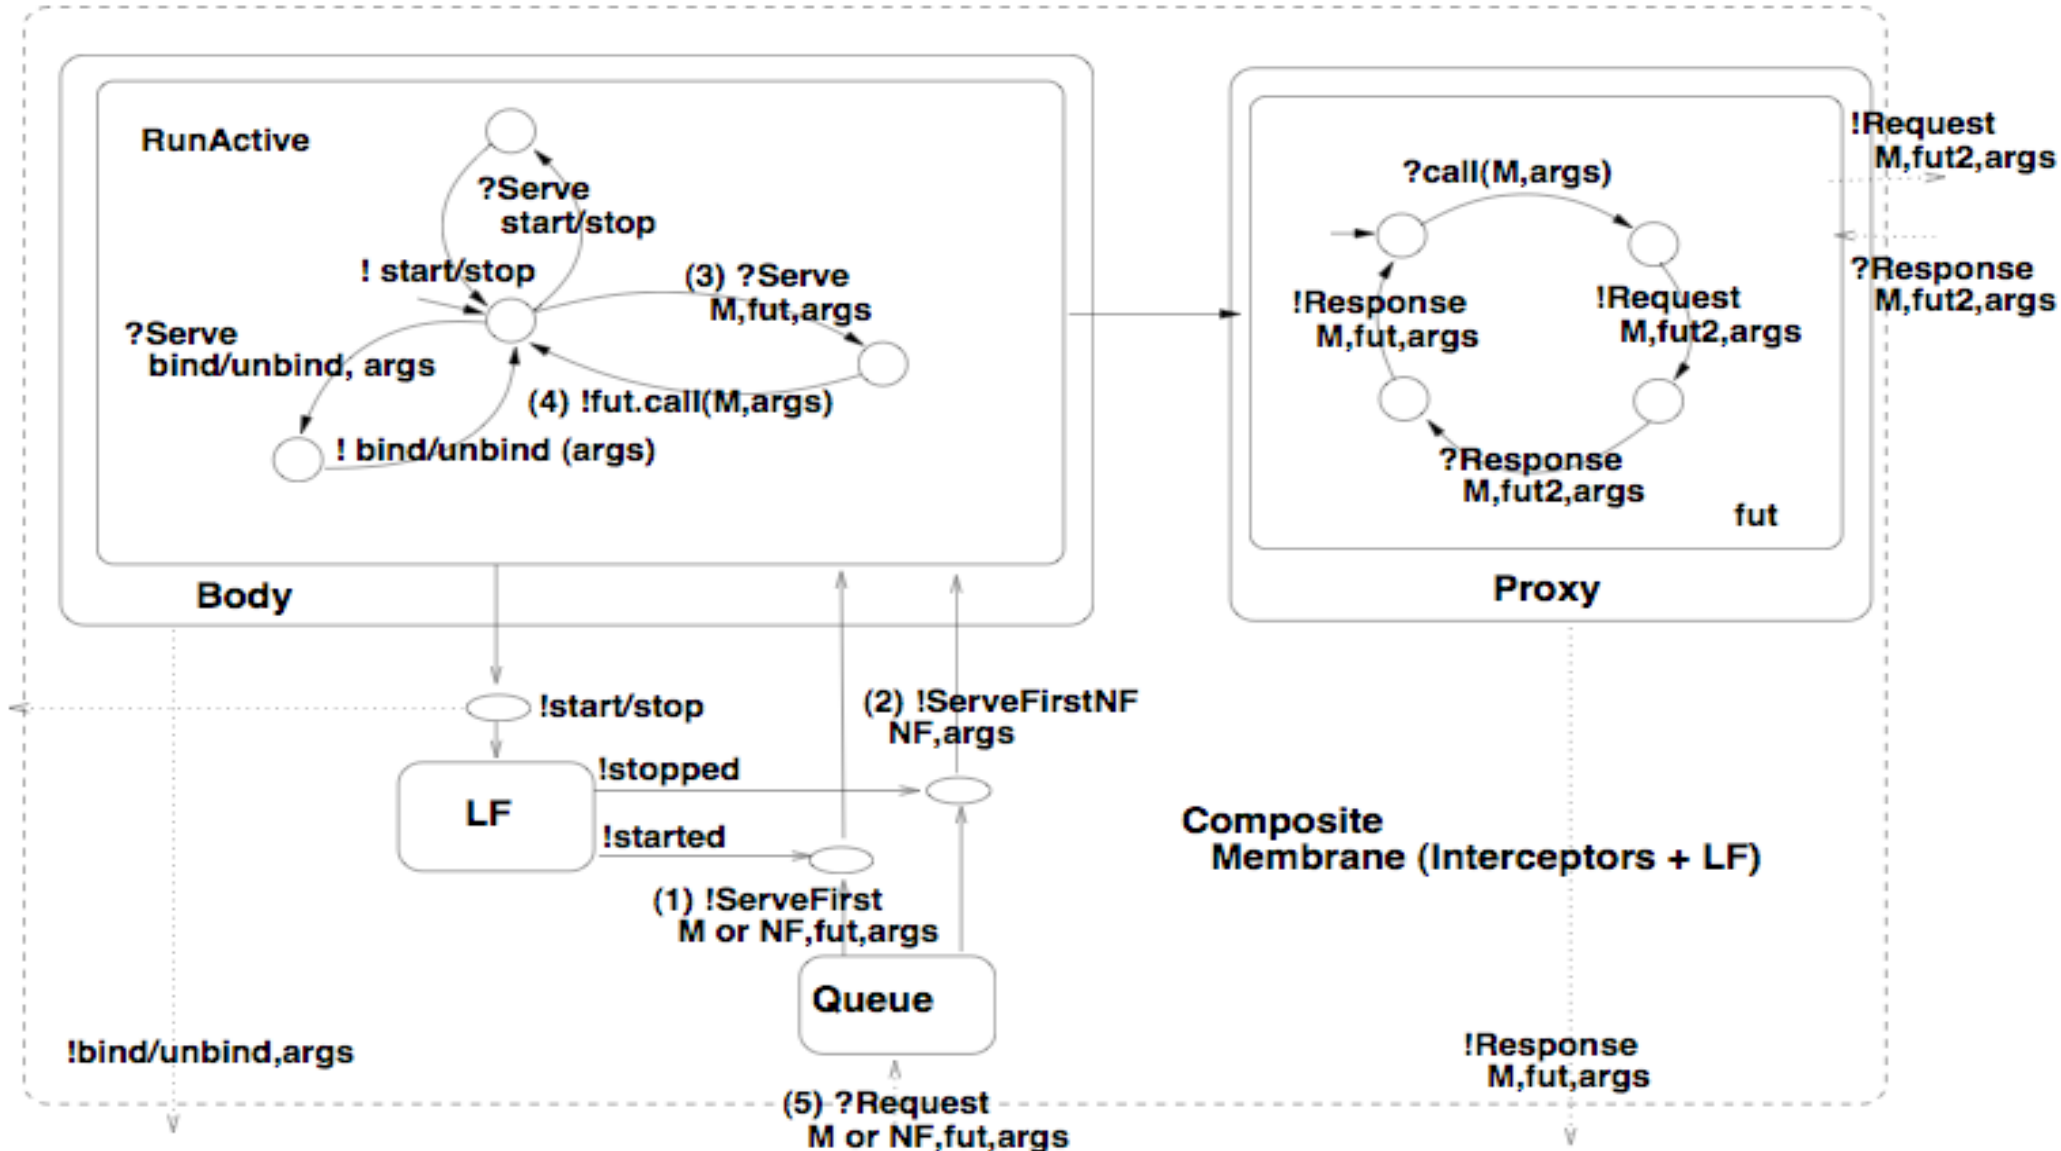 RunActive
?Serve
start/stop
! start/stop
(3) ?Serve
M,fut,args
?Serve
bind/unbind, args
(4) !fut.call(M,args)
! bind/unbind (args)
Body
?call(M,args)
!Response
M,fut,args
!Request
M,fut2,args
?Response
M,fut2,args
fut
Proxy
!Request
M,fut2,args
?Response
M,fut2,args
!start/stop
(2) !ServeFirstNF
NF,args
!stopped
LF
!started
Composite
Membrane (Interceptors + LF)
(1) !ServeFirst
M or NF,fut,args
Queue
!bind/unbind,args
!Response
M,fut,args
(5) ?Request
M or NF,fut,args